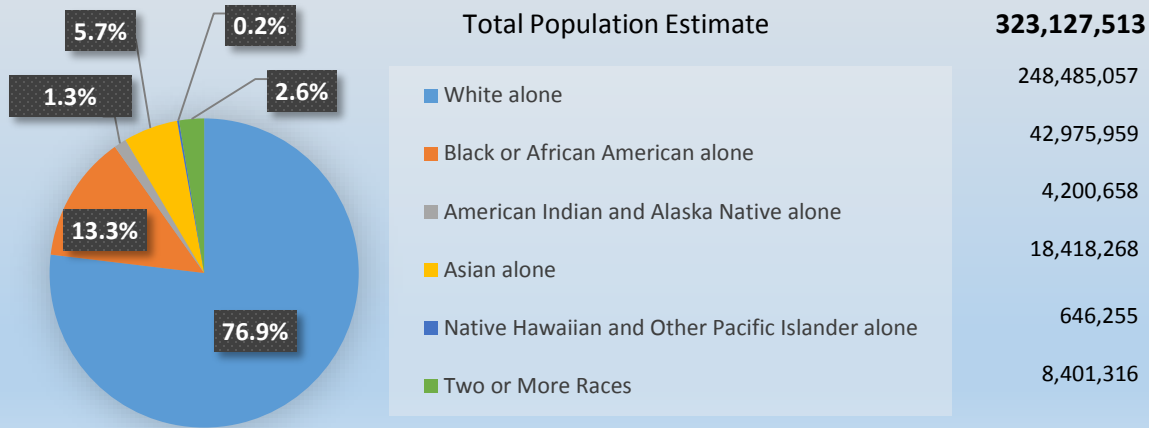 Total Population Estimate 323,127,513
5.7%
0.2%
1.3%
2.6%
13.3%
76.9%
White alone 248,485,057
Black or African American alone 42,975,959
American Indian and Alaska Native alone 4,200,658
Asian alone 18,418,268
Native Hawaiian and Other Pacific Islander alone 646,255
Two or More Races 8,401,316